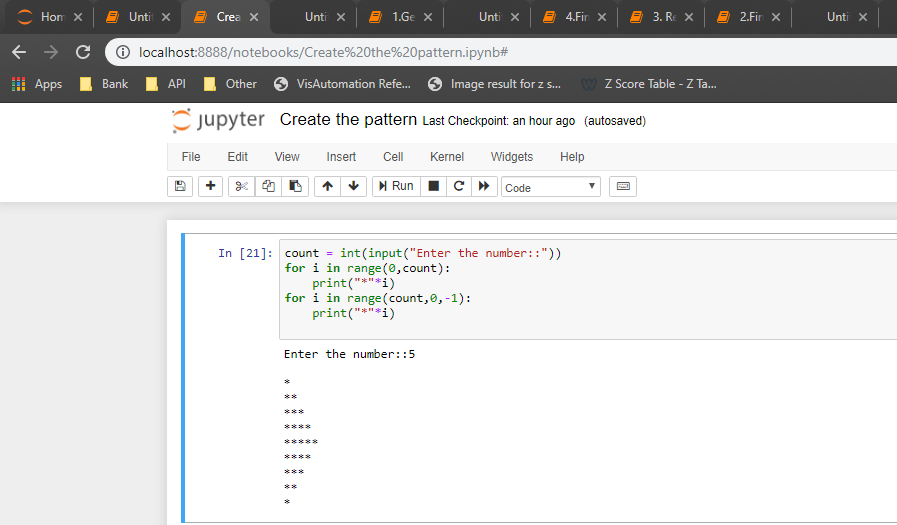 Hom Untit Crea Unti 1.Ge Unti 4.Fin 3. Re 2.Fin Unti
localhost:8888/notebooks/Create%20the%20pattern.ipynb#
Apps Bank API Other VisAutomation Refe... Image result for z s... Z Score Table - Z Ta...
jupyter Create the pattern Last Checkpoint: an hour ago (autosaved)
File Edit View Insert Cell Kernel Widgets Help
Run Code
In [21]: count = int(input("Enter the number::"))
for i in range(0,count):
    print("*"*i)
for i in range(count,0,-1):
    print("*"*i)
Enter the number::5
*
**
***
****
*****
****
***
**
*